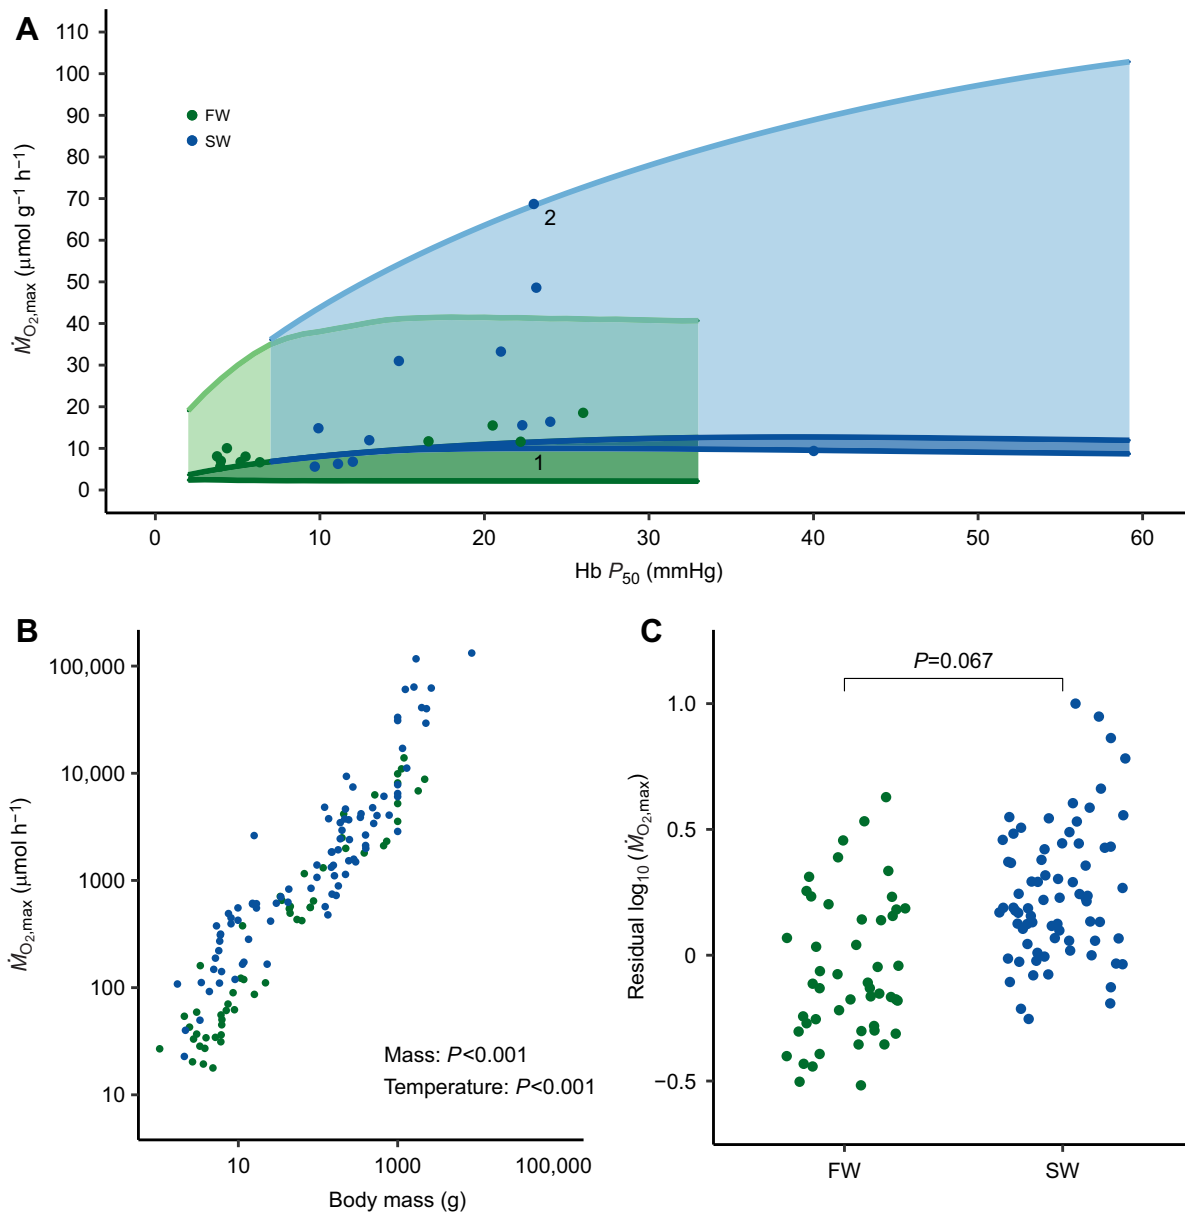 A
110
100
90
80
70
60
50
40
30
20
10
0
Ṁ_O₂,max (μmol g⁻¹ h⁻¹)
FW
SW
2
1
0 10 20 30 40 50 60
Hb P₅₀ (mmHg)
B
100,000
10,000
1000
100
10
Ṁ_O₂,max (μmol h⁻¹)
Mass: P<0.001
Temperature: P<0.001
10 1000 100,000
Body mass (g)
C
P=0.067
1.0
0.5
0
−0.5
Residual log₁₀ (Ṁ_O₂,max)
FW SW